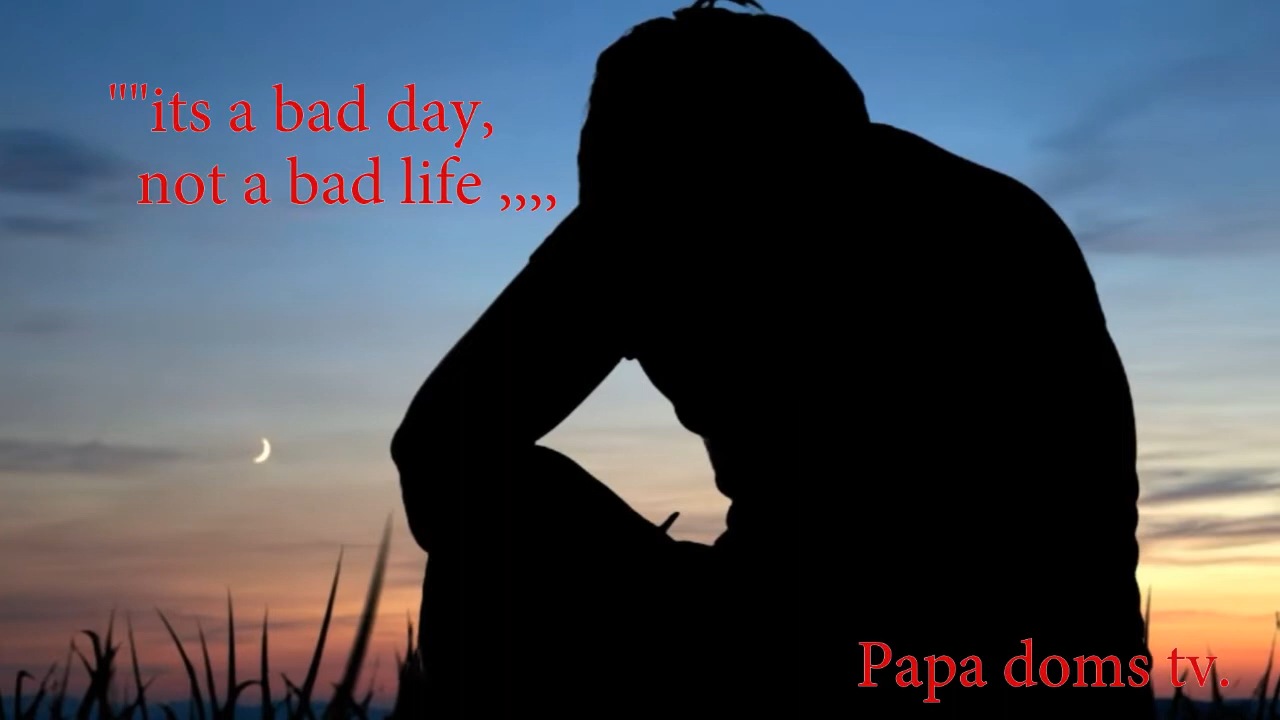 ""its a bad day,
not a bad life ,,,,
Papa doms tv.